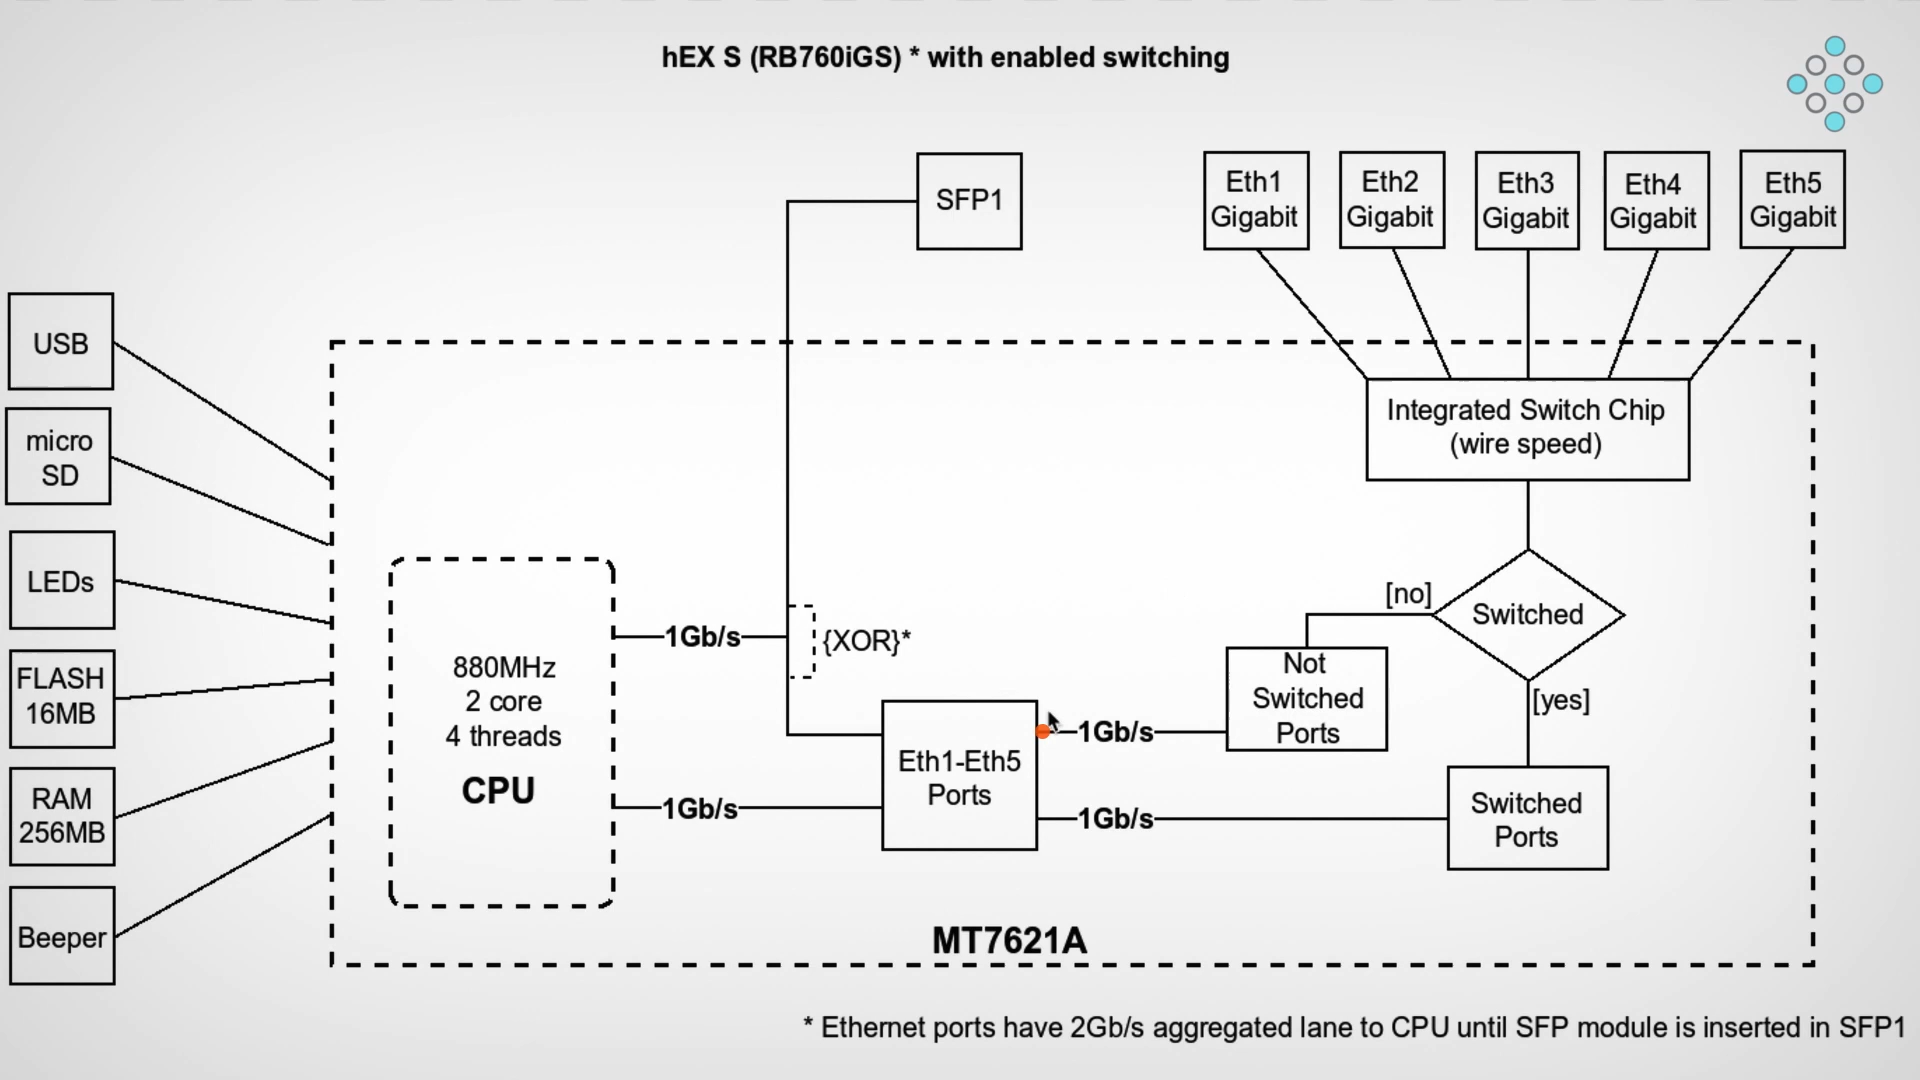 hEX S (RB760iGS) * with enabled switching
SFP1
Eth1
Gigabit
Eth2
Gigabit
Eth3
Gigabit
Eth4
Gigabit
Eth5
Gigabit
USB
micro
SD
LEDs
FLASH
16MB
RAM
256MB
Beeper
Integrated Switch Chip
(wire speed)
[no]
Switched
[yes]
Not
Switched
Ports
Switched
Ports
1Gb/s
{XOR}*
880MHz
2 core
4 threads
CPU
1Gb/s
Eth1-Eth5
Ports
1Gb/s
1Gb/s
MT7621A
* Ethernet ports have 2Gb/s aggregated lane to CPU until SFP module is inserted in SFP1